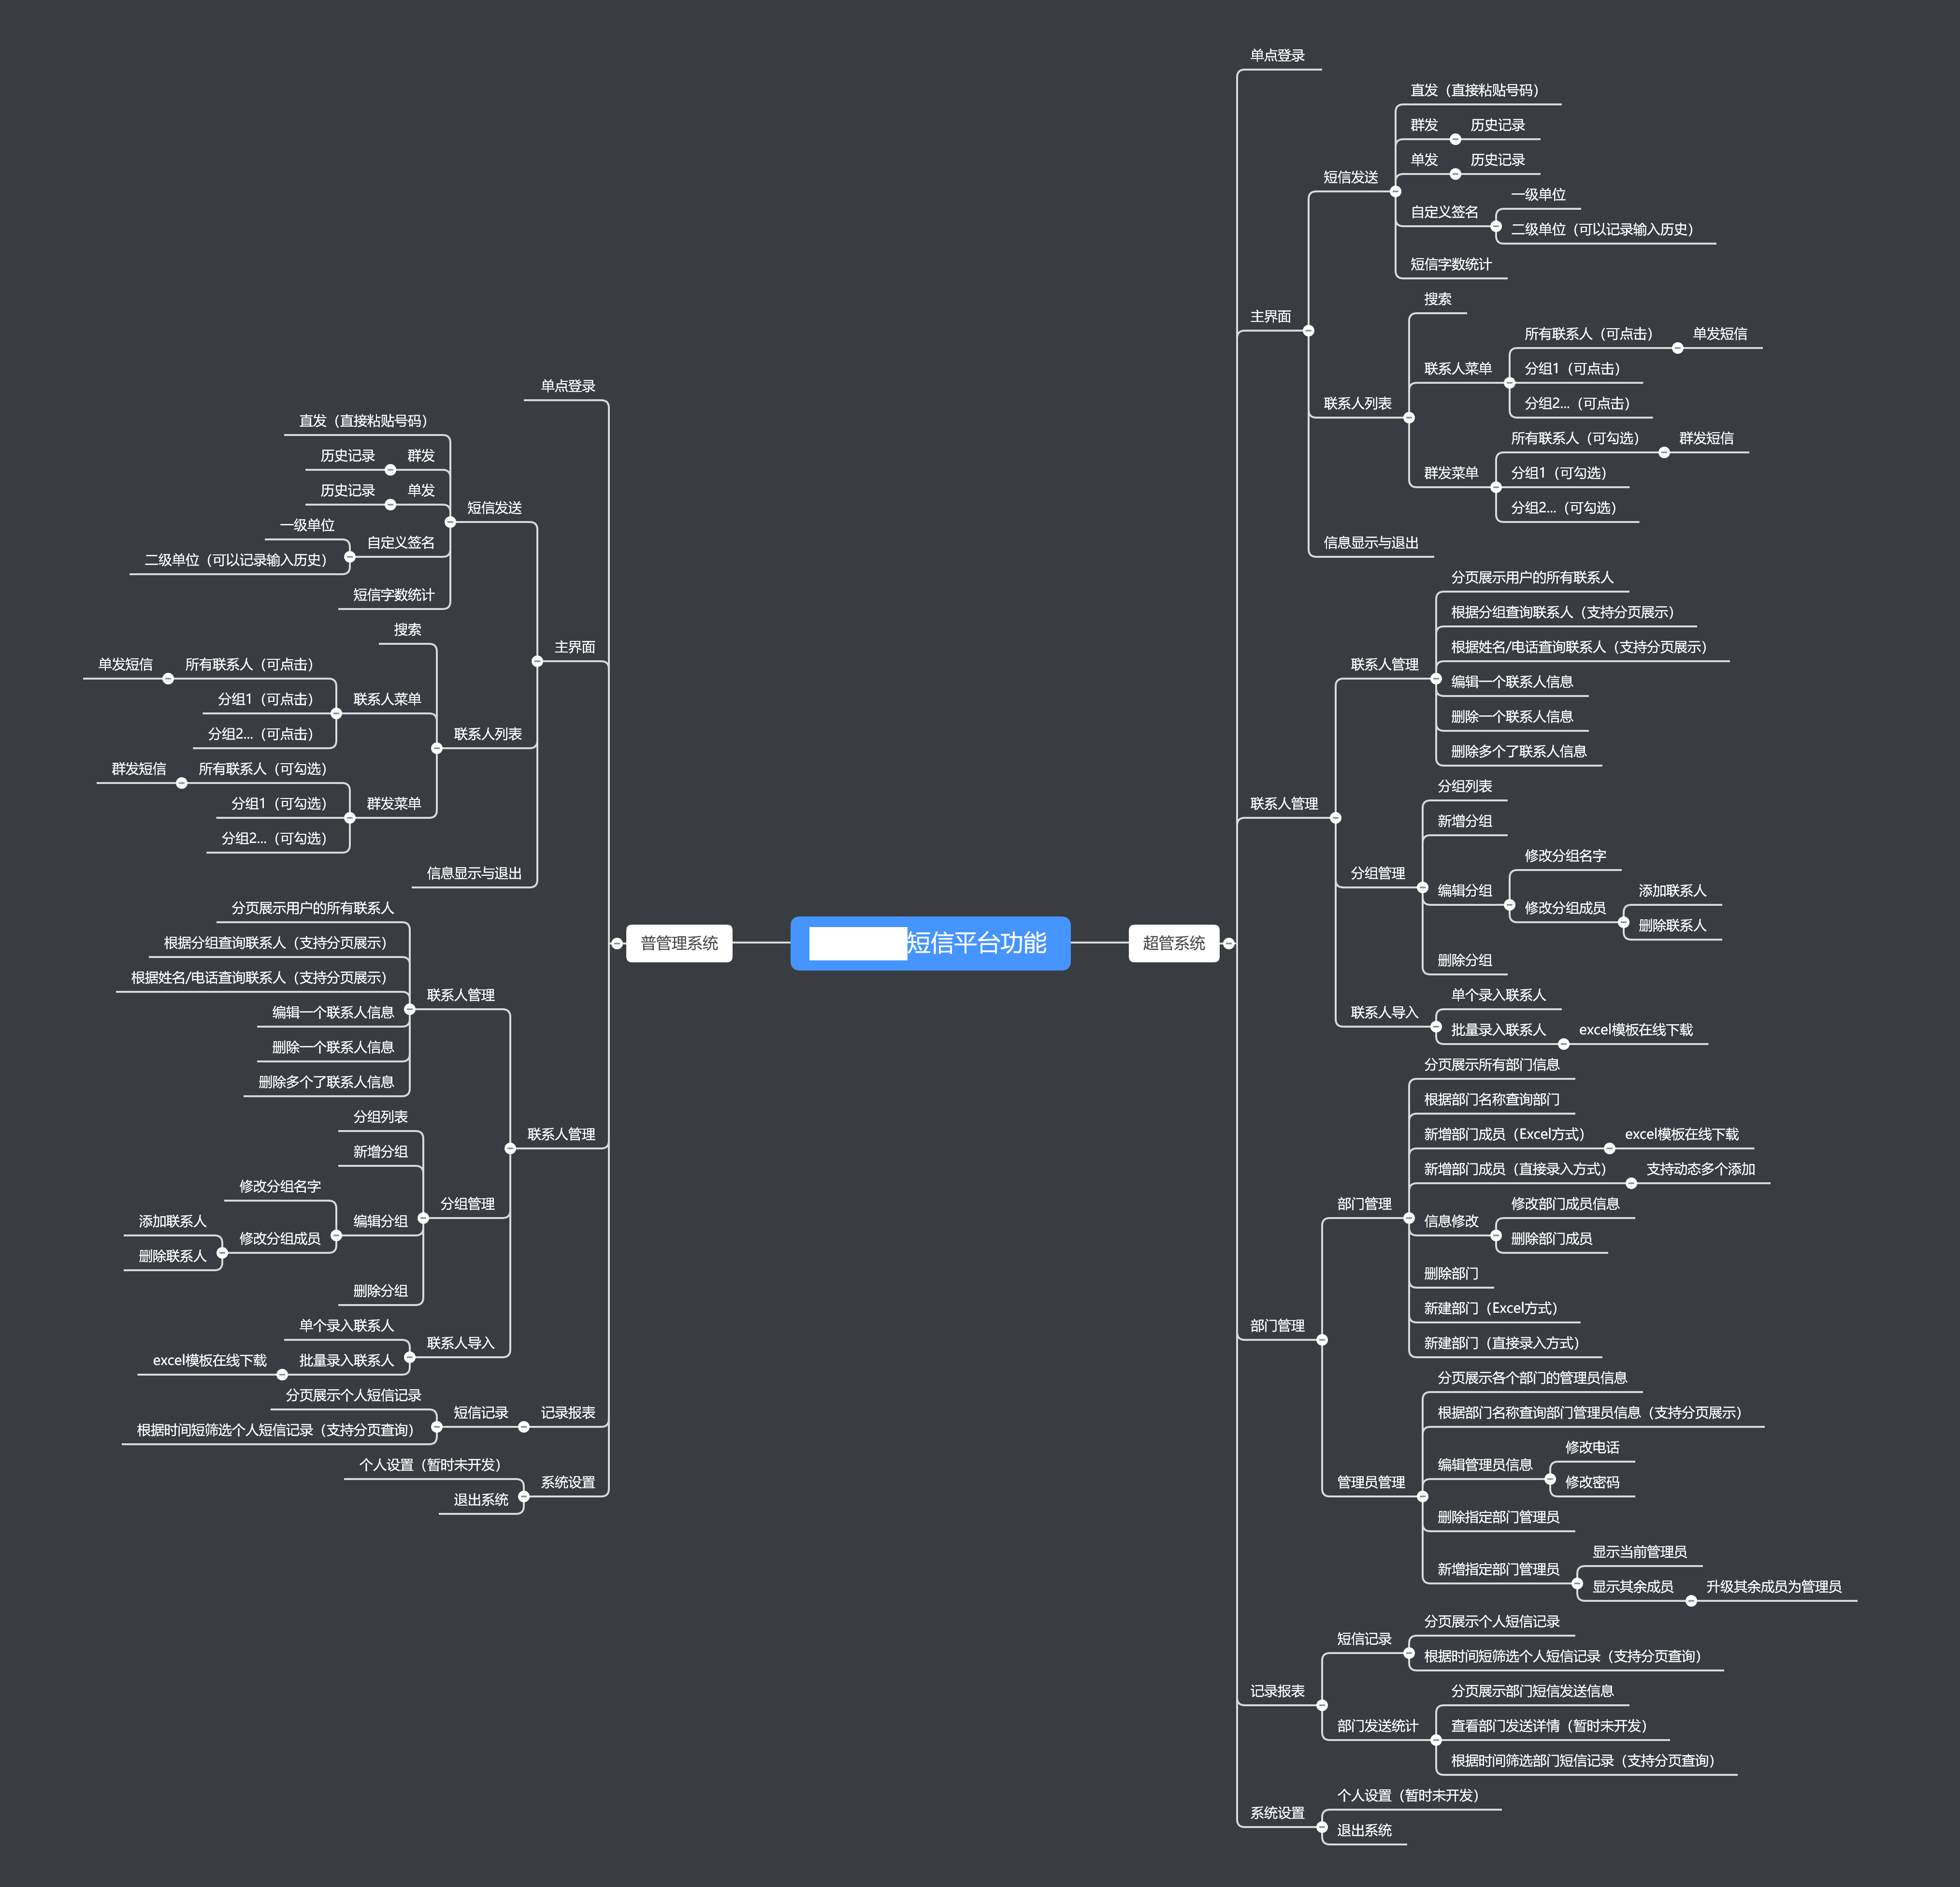 短信平台功能
普管理系统
单点登录
主界面
短信发送
直发（直接粘贴号码）
群发
历史记录
单发
历史记录
自定义签名
一级单位
二级单位（可以记录输入历史）
短信字数统计
联系人列表
搜索
联系人菜单
所有联系人（可点击）
单发短信
分组1（可点击）
分组2...（可点击）
群发菜单
所有联系人（可勾选）
群发短信
分组1（可勾选）
分组2...（可勾选）
信息显示与退出
联系人管理
联系人管理
分页展示用户的所有联系人
根据分组查询联系人（支持分页展示）
根据姓名/电话查询联系人（支持分页展示）
编辑一个联系人信息
删除一个联系人信息
删除多个了联系人信息
分组管理
分组列表
新增分组
编辑分组
修改分组名字
修改分组成员
添加联系人
删除联系人
删除分组
联系人导入
单个录入联系人
批量录入联系人
excel模板在线下载
记录报表
短信记录
分页展示个人短信记录
根据时间短筛选个人短信记录（支持分页查询）
系统设置
个人设置（暂时未开发）
退出系统
超管系统
单点登录
主界面
短信发送
直发（直接粘贴号码）
群发
历史记录
单发
历史记录
自定义签名
一级单位
二级单位（可以记录输入历史）
短信字数统计
联系人列表
搜索
联系人菜单
所有联系人（可点击）
单发短信
分组1（可点击）
分组2...（可点击）
群发菜单
所有联系人（可勾选）
群发短信
分组1（可勾选）
分组2...（可勾选）
信息显示与退出
联系人管理
联系人管理
分页展示用户的所有联系人
根据分组查询联系人（支持分页展示）
根据姓名/电话查询联系人（支持分页展示）
编辑一个联系人信息
删除一个联系人信息
删除多个了联系人信息
分组管理
分组列表
新增分组
编辑分组
修改分组名字
修改分组成员
添加联系人
删除联系人
删除分组
联系人导入
单个录入联系人
批量录入联系人
excel模板在线下载
部门管理
部门管理
分页展示所有部门信息
根据部门名称查询部门
新增部门成员（Excel方式）
excel模板在线下载
新增部门成员（直接录入方式）
支持动态多个添加
信息修改
修改部门成员信息
删除部门成员
删除部门
新建部门（Excel方式）
新建部门（直接录入方式）
管理员管理
分页展示各个部门的管理员信息
根据部门名称查询部门管理员信息（支持分页展示）
编辑管理员信息
修改电话
修改密码
删除指定部门管理员
新增指定部门管理员
显示当前管理员
显示其余成员
升级其余成员为管理员
记录报表
短信记录
分页展示个人短信记录
根据时间短筛选个人短信记录（支持分页查询）
部门发送统计
分页展示部门短信发送信息
查看部门发送详情（暂时未开发）
根据时间筛选部门短信记录（支持分页查询）
系统设置
个人设置（暂时未开发）
退出系统